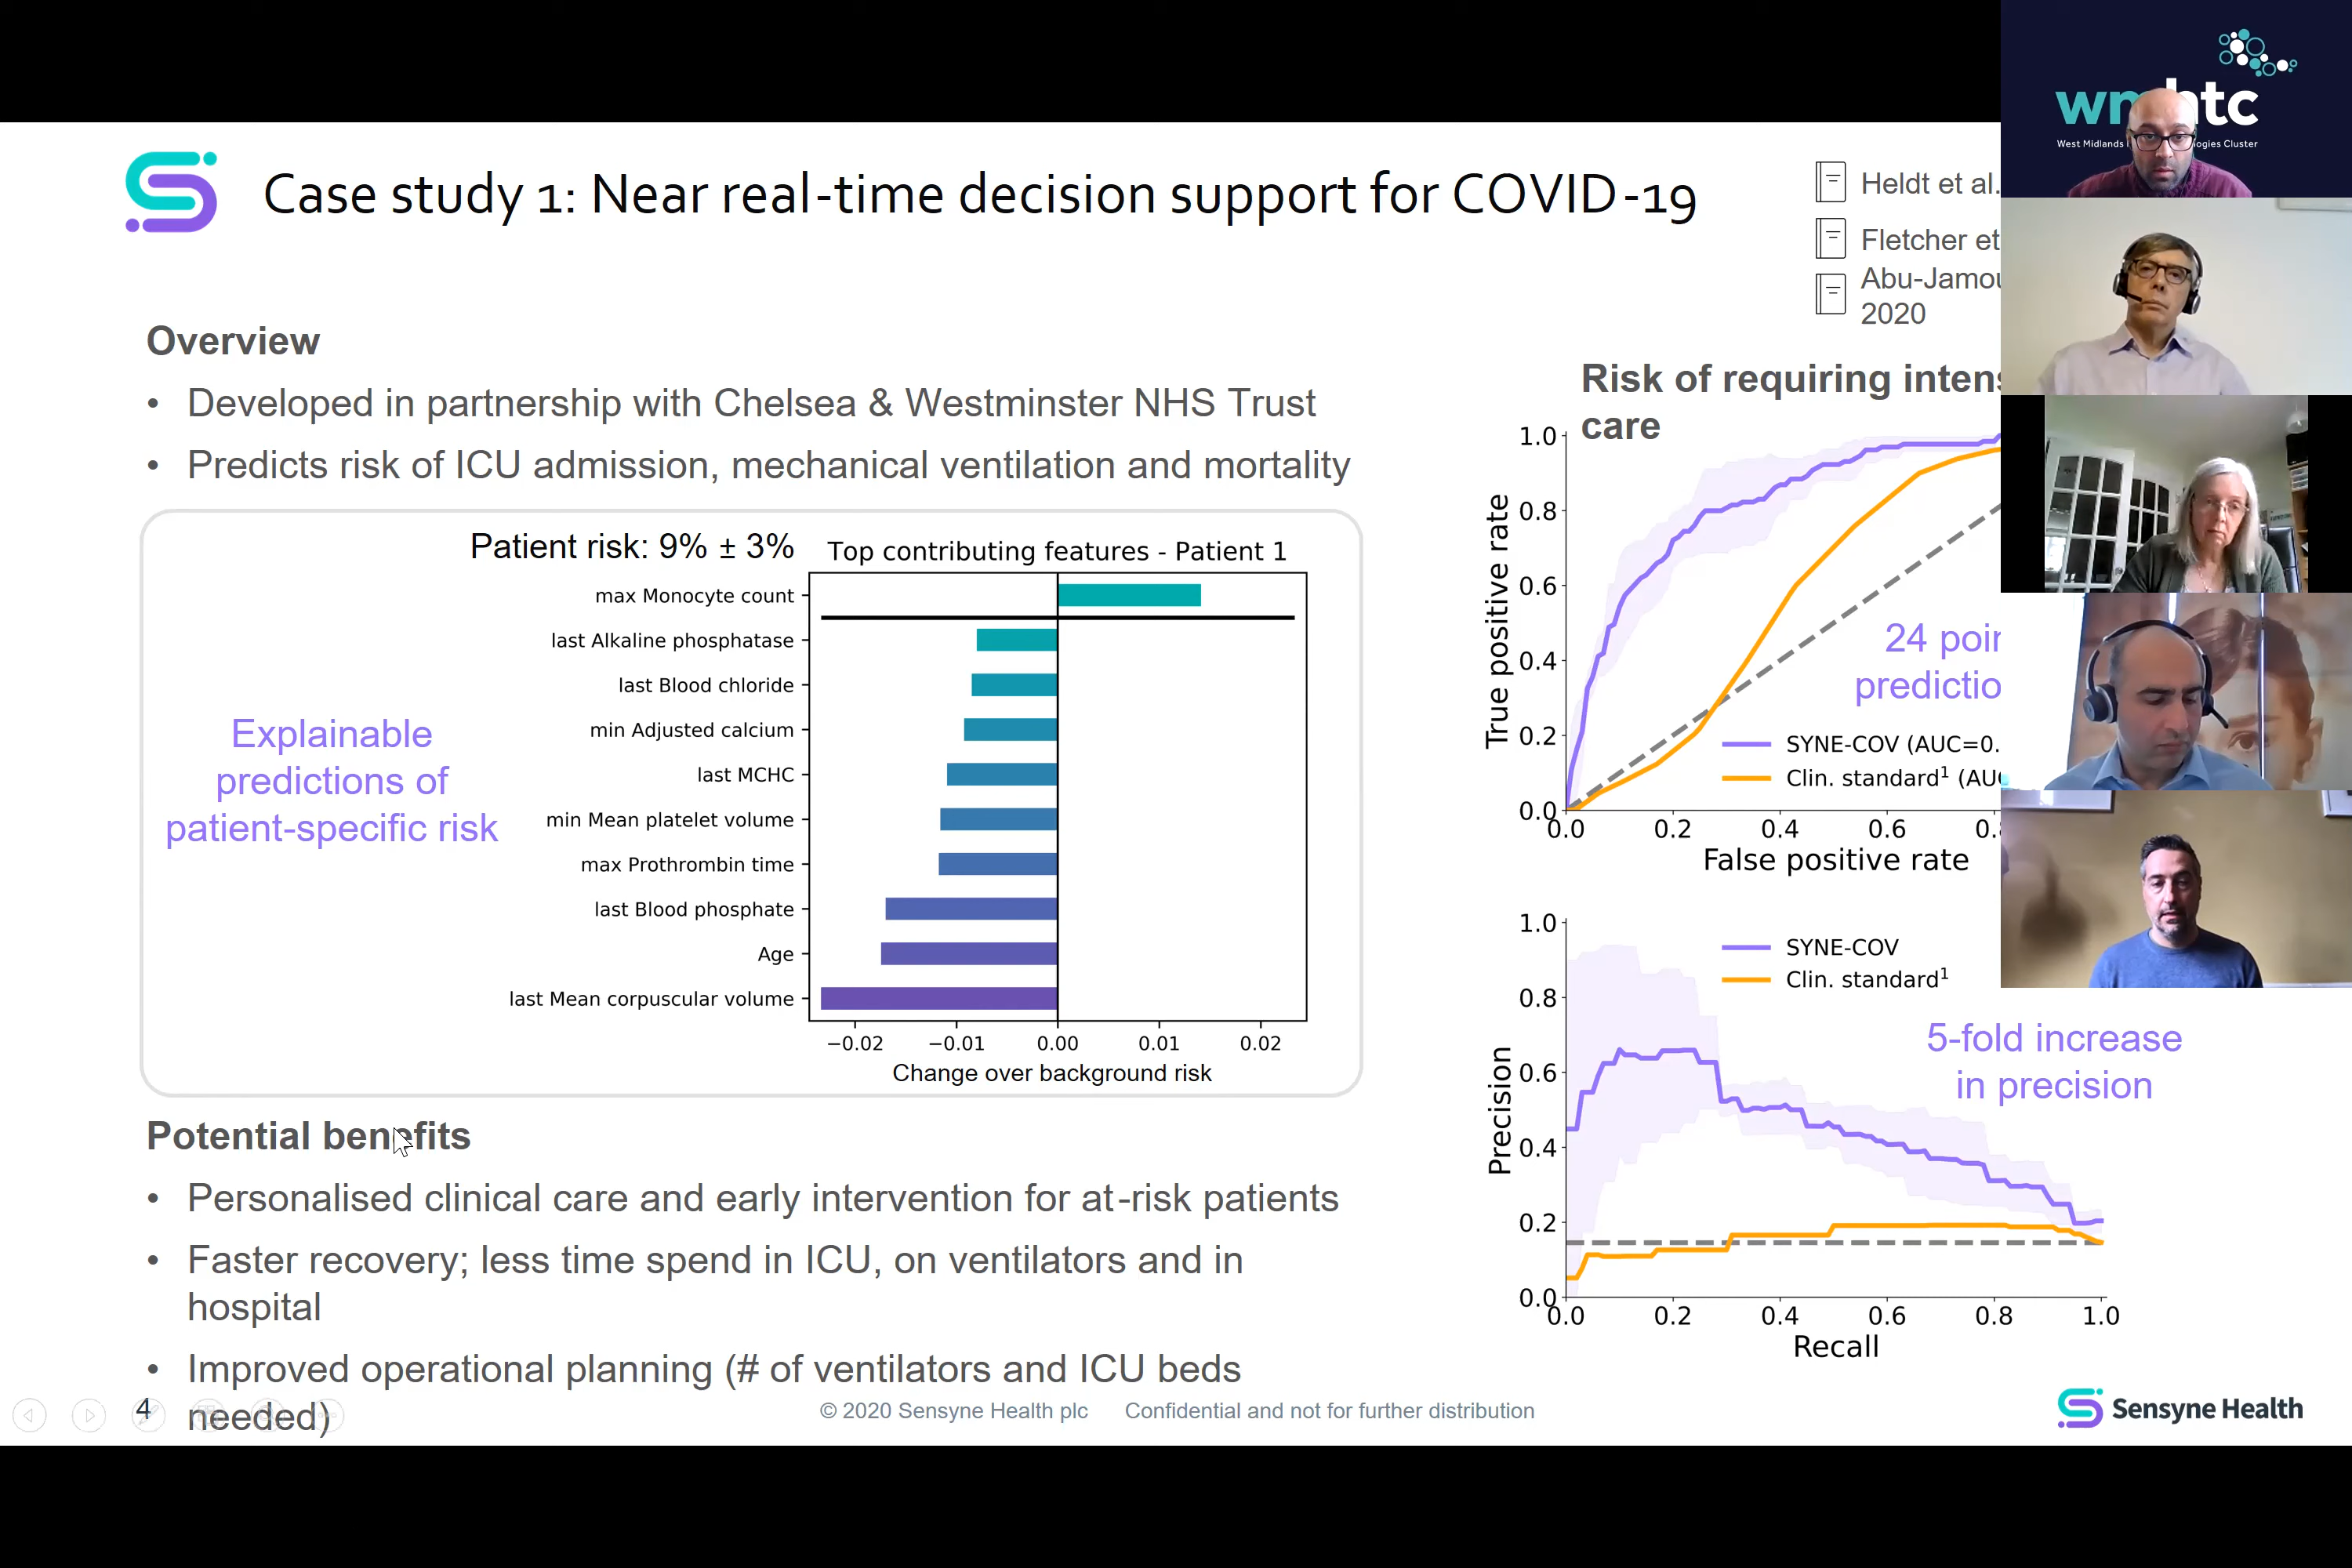 Case study 1: Near real-time decision support for COVID-19
Heldt et al.
Fletcher et
2020
Overview
• Developed in partnership with Chelsea & Westminster NHS Trust
• Predicts risk of ICU admission, mechanical ventilation and mortality
Patient risk: 9% ± 3%
Top contributing features - Patient 1
max Monocyte count
last Alkaline phosphatase
last Blood chloride
min Adjusted calcium
last MCHC
min Mean platelet volume
max Prothrombin time
last Blood phosphate
Age
last Mean corpuscular volume
−0.02 −0.01 0.00 0.01 0.02
Change over background risk
Explainable
predictions of
patient-specific risk
Potential benefits
• Personalised clinical care and early intervention for at-risk patients
• Faster recovery; less time spend in ICU, on ventilators and in
hospital
• Improved operational planning (# of ventilators and ICU beds
needed)
4
© 2020 Sensyne Health plc Confidential and not for further distribution
Risk of requiring
care
1.0
0.8
0.6
0.4
0.2
0.0
True positive rate
24
SYNE-COV (AUC=0.
Clin. standard¹
0.0 0.2 0.4 0.6
False positive rate
1.0
0.8
0.6
0.4
0.2
0.0
Precision
SYNE-COV
Clin. standard¹
5-fold increase
in precision
0.0 0.2 0.4 0.6 0.8 1.0
Recall
Sensyne Health
West Midlands
Cluster